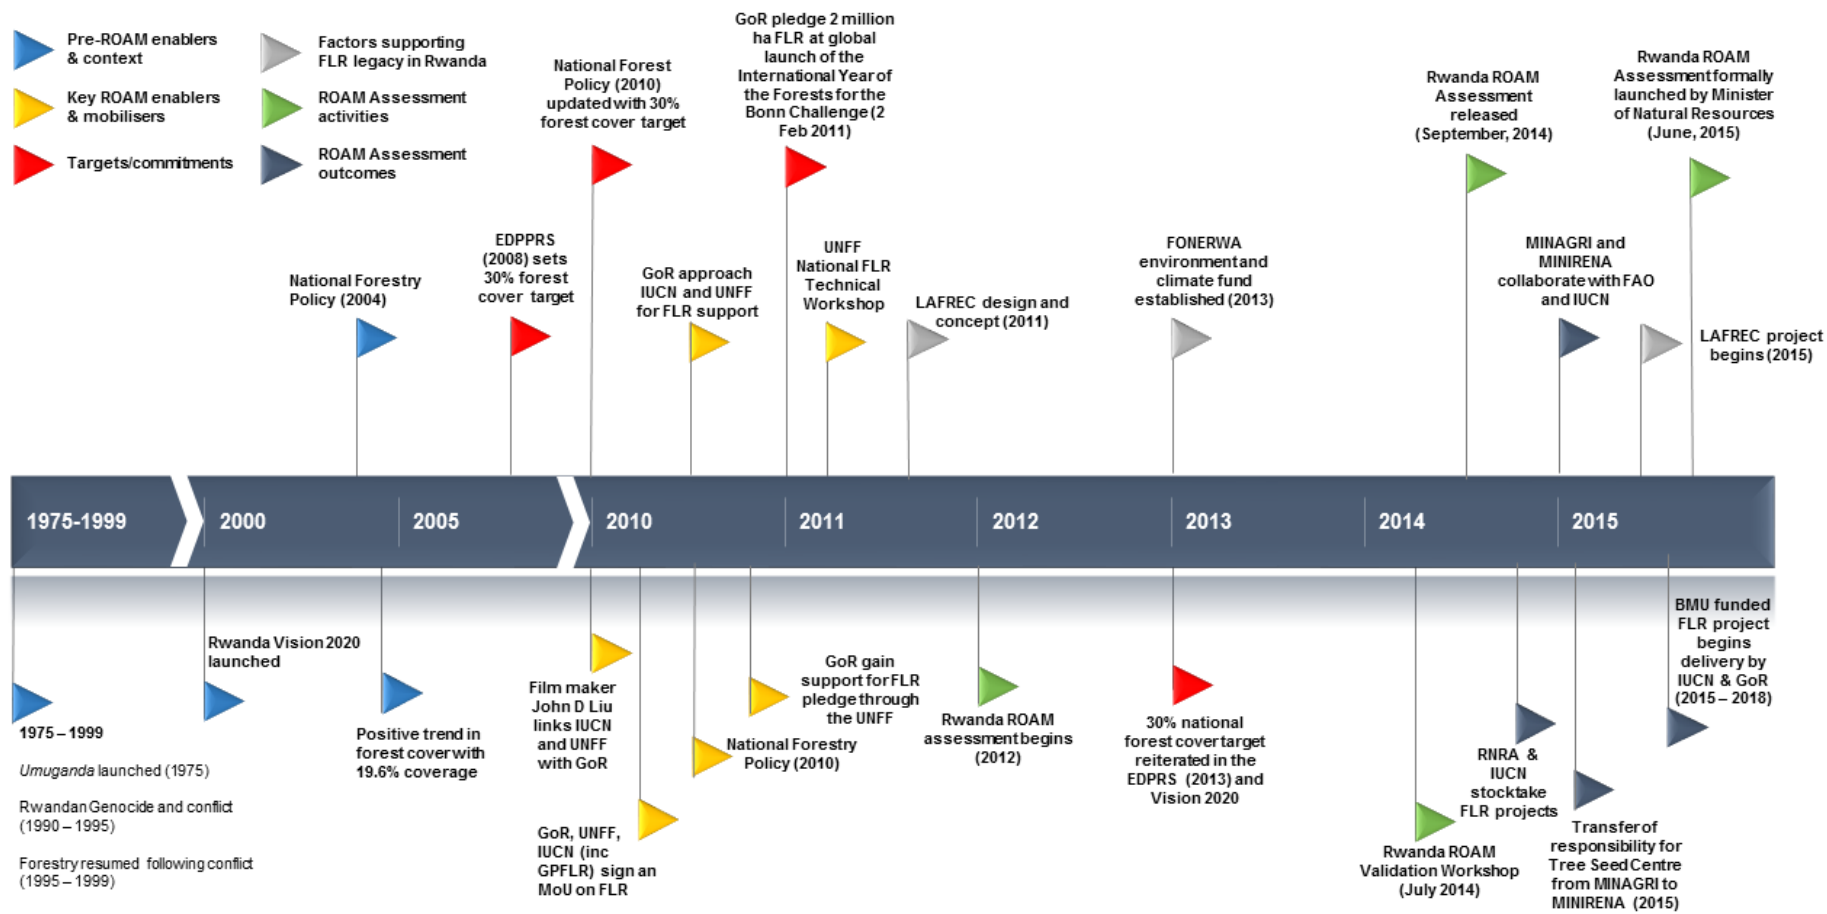 Pre-ROAM enablers
& context
Key ROAM enablers
& mobilisers
Targets/commitments
Factors supporting
FLR legacy in Rwanda
ROAM Assessment
activities
ROAM Assessment
outcomes
National Forestry
Policy (2004)
EDPPRS
(2008) sets
30% forest
cover target
National Forest
Policy (2010)
updated with 30%
forest cover target
GoR approach
IUCN and UNFF
for FLR support
GoR pledge 2 million
ha FLR at global
launch of the
International Year of
the Forests for the
Bonn Challenge (2
Feb 2011)
UNFF
National FLR
Technical
Workshop
LAFREC design and
concept (2011)
FONERWA
environment and
climate fund
established (2013)
Rwanda ROAM
Assessment
released
(September, 2014)
MINAGRI and
MINIRENA
collaborate with FAO
and IUCN
Rwanda ROAM
Assessment formally
launched by Minister
of Natural Resources
(June, 2015)
LAFREC project
begins (2015)
1975-1999
2000
2005
2010
2011
2012
2013
2014
2015
1975 – 1999
Umuganda launched (1975)
Rwandan Genocide and conflict
(1990 – 1995)
Forestry resumed following conflict
(1995 – 1999)
Rwanda Vision 2020
launched
Positive trend in
forest cover with
19.6% coverage
Film maker
John D Liu
links IUCN
and UNFF
with GoR
GoR, UNFF,
IUCN (inc
GPFLR) sign an
MoU on FLR
National Forestry
Policy (2010)
GoR gain
support for FLR
pledge through
the UNFF
Rwanda ROAM
assessment begins
(2012)
30% national
forest cover target
reiterated in the
EDPRS (2013) and
Vision 2020
Rwanda ROAM
Validation Workshop
(July 2014)
RNRA &
IUCN
stocktake
FLR projects
Transfer of
responsibility for
Tree Seed Centre
from MINAGRI to
MINIRENA (2015)
BMU funded
FLR project
begins
delivery by
IUCN & GoR
(2015 – 2018)